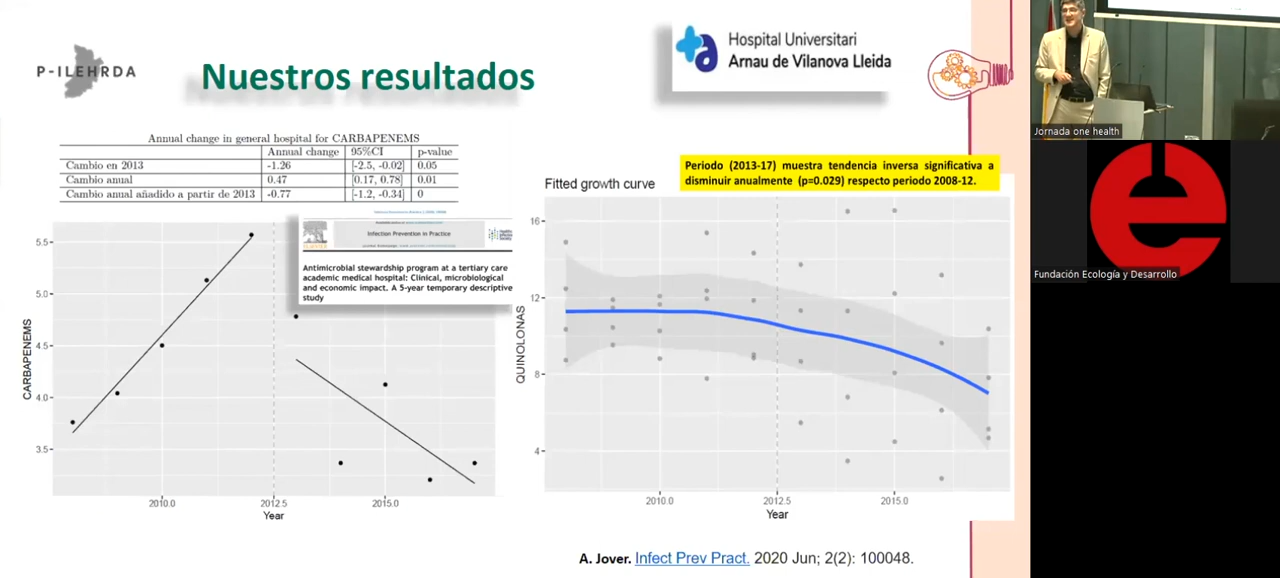 P-ILEHRDA
Nuestros resultados
Hospital Universitari
Arnau de Vilanova Lleida
Annual change in general hospital for CARBAPENEMS
Annual change 95%CI p-value
Cambio en 2013 -1.26 [-2.5, -0.02] 0.05
Cambio anual 0.47 [0.17, 0.78] 0.01
Cambio anual añadido a partir de 2013 -0.77 [-1.2, -0.34] 0
Infection Prevention in Practice
Antimicrobial stewardship program at a tertiary care
academic medical hospital: Clinical, microbiological
and economic impact. A 5-year temporary descriptive
study
CARBAPENEMS
5.5
5.0
4.5
4.0
3.5
2010.0 2012.5 2015.0
Year
Periodo (2013-17) muestra tendencia inversa significativa a
disminuir anualmente (p=0.029) respecto periodo 2008-12.
Fitted growth curve
QUINOLONAS
16
12
8
4
2010.0 2012.5 2015.0
Year
A. Jover. Infect Prev Pract. 2020 Jun; 2(2): 100048.
Jornada one health
Fundación Ecología y Desarrollo